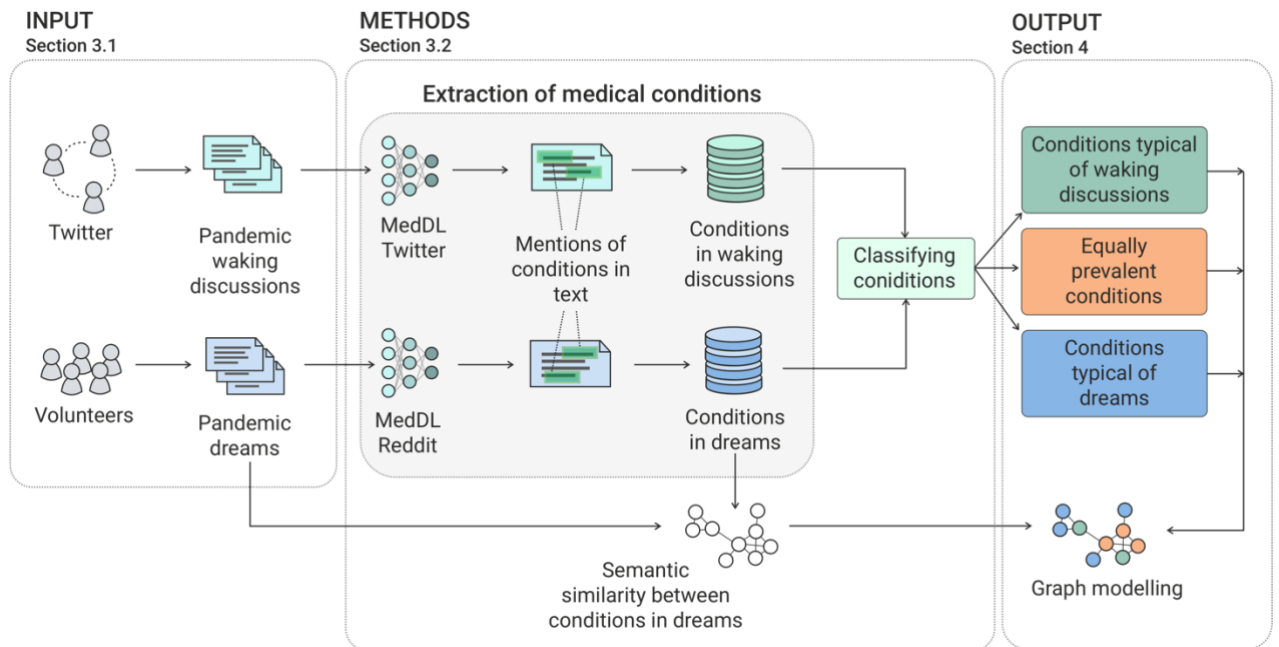 INPUT
Section 3.1
METHODS
Section 3.2
OUTPUT
Section 4
Extraction of medical conditions
Twitter
Pandemic
waking
discussions
MedDL
Twitter
Mentions of
conditions in
text
Conditions
in waking
discussions
Classifying
coniditions
Conditions typical
of waking
discussions
Equally
prevalent
conditions
Conditions
typical of
dreams
Volunteers
Pandemic
dreams
MedDL
Reddit
Conditions
in dreams
Semantic
similarity between
conditions in dreams
Graph modelling